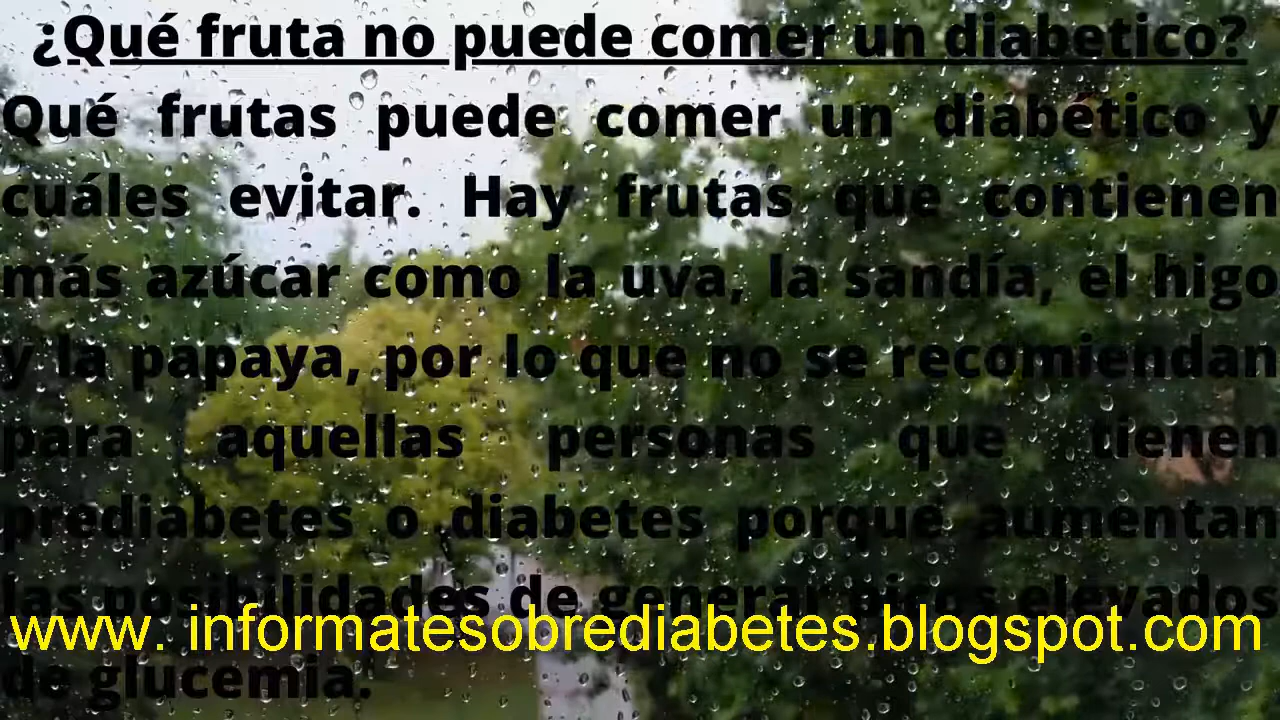 ¿Qué fruta no puede comer un diabetico?
Qué frutas puede comer un diabético y
cuáles evitar. Hay frutas que contienen
más azúcar como la uva, la sandía, el higo
y la papaya, por lo que no se recomiendan
para aquellas personas que tienen
prediabetes o diabetes porque aumentan
las posibilidades de generar picos elevados
www. informatesobrediabetes.blogspot.com
de glucemia.